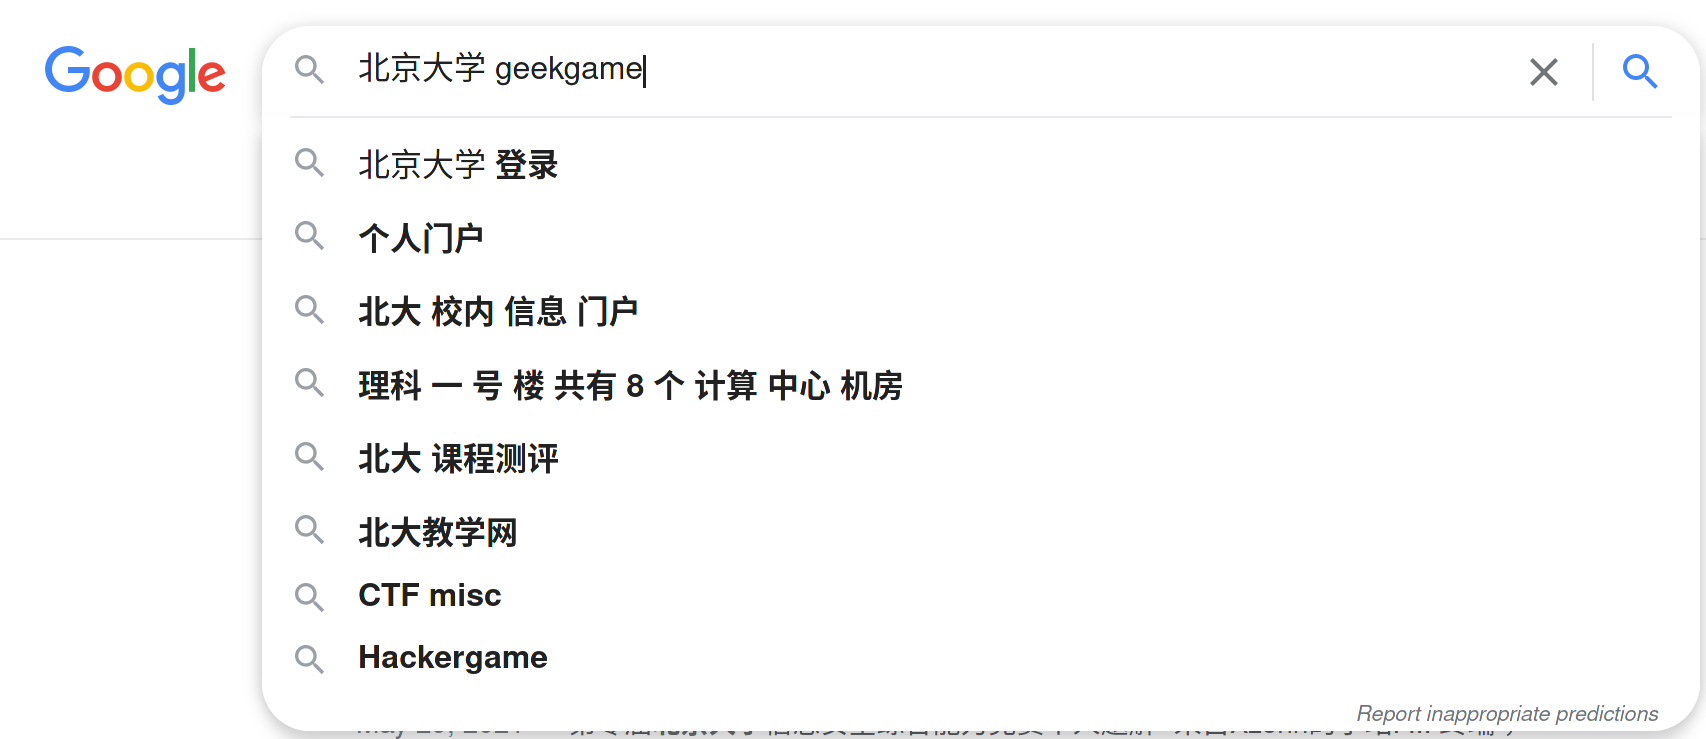 Google
北京大学 geekgame
北京大学 登录
个人门户
北大 校内 信息 门户
理科 一 号 楼 共有 8 个 计算 中心 机房
北大 课程测评
北大教学网
CTF misc
Hackergame
Report inappropriate predictions